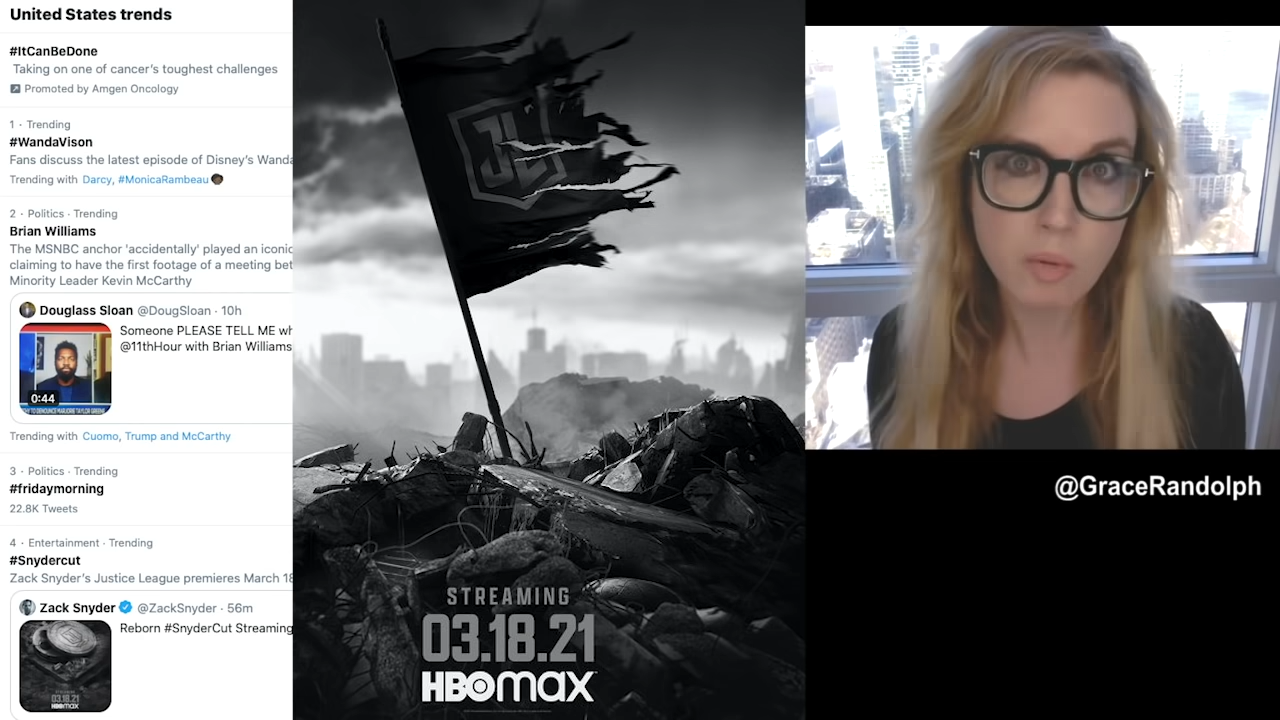 United States trends
#ItCanBeDone
Taking on one of cancer's toug challenges
Promoted by Amgen Oncology
1 · Trending
#WandaVison
Fans discuss the latest episode of Disney's Wanda
Trending with Darcy, #MonicaRambeau
2 · Politics · Trending
Brian Williams
The MSNBC anchor 'accidentally' played an iconic
claiming to have the first footage of a meeting bet
Minority Leader Kevin McCarthy
Douglass Sloan @DougSloan · 10h
Someone PLEASE TELL ME wh
@11thHour with Brian Williams
0:44
Trending with Cuomo, Trump and McCarthy
3 · Politics · Trending
#fridaymorning
22.8K Tweets
4 · Entertainment · Trending
#Snydercut
Zack Snyder's Justice League premieres March 18
Zack Snyder @ZackSnyder · 56m
Reborn #SnyderCut Streaming
03.18.21
HBOmax
JL
STREAMING
03.18.21
HBOmax
@GraceRandolph